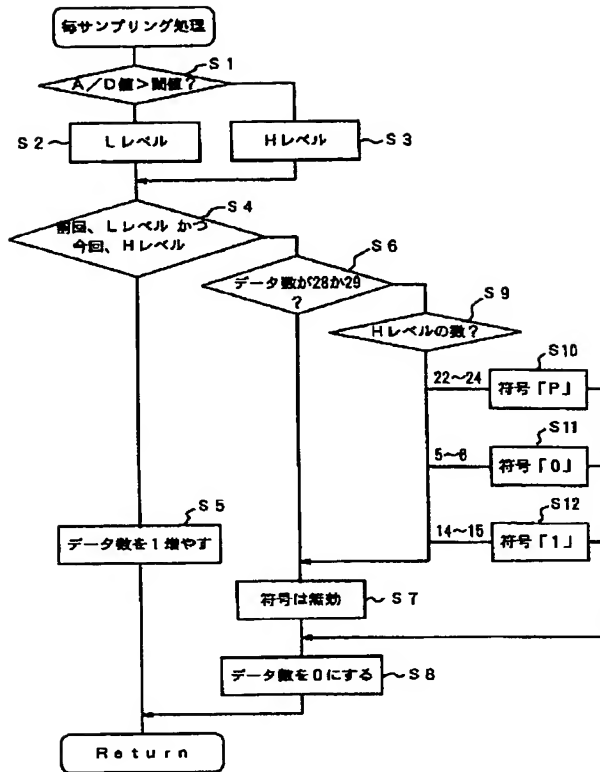 毎サンプリング処理
S1
A/D値>閾値?
S2
Lレベル
Hレベル
S3
S4
前回、Lレベル かつ
今回、Hレベル
S6
データ数が28か29
?
S9
Hレベルの数?
S10
22~24
符号「P」
S11
5~6
符号「0」
S12
14~15
符号「1」
S5
データ数を1増やす
符号は無効
S7
データ数を0にする
S8
Return